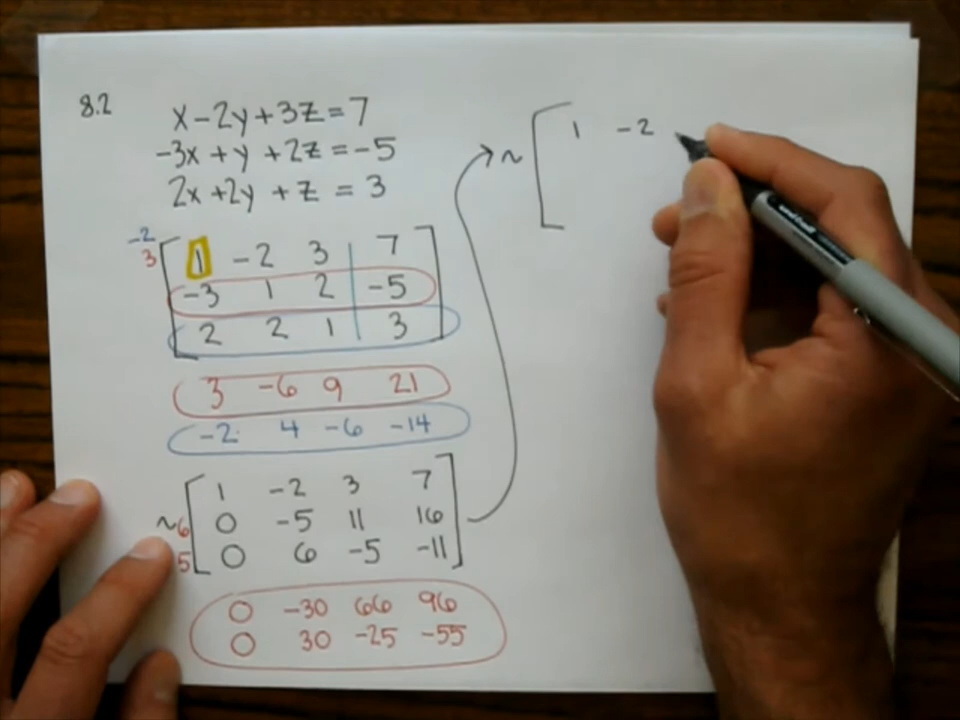 8.2
x-2y+3z=7
-3x+y+2z=-5
2x+2y+z=3
-2
3
1 -2 3 7
-3 1 2 -5
2 2 1 3
3 -6 9 21
-2 4 -6 -14
1 -2 3 7
~6 0 -5 11 16
5 0 6 -5 -11
0 -30 66 96
0 30 -25 -55
~ 1 -2